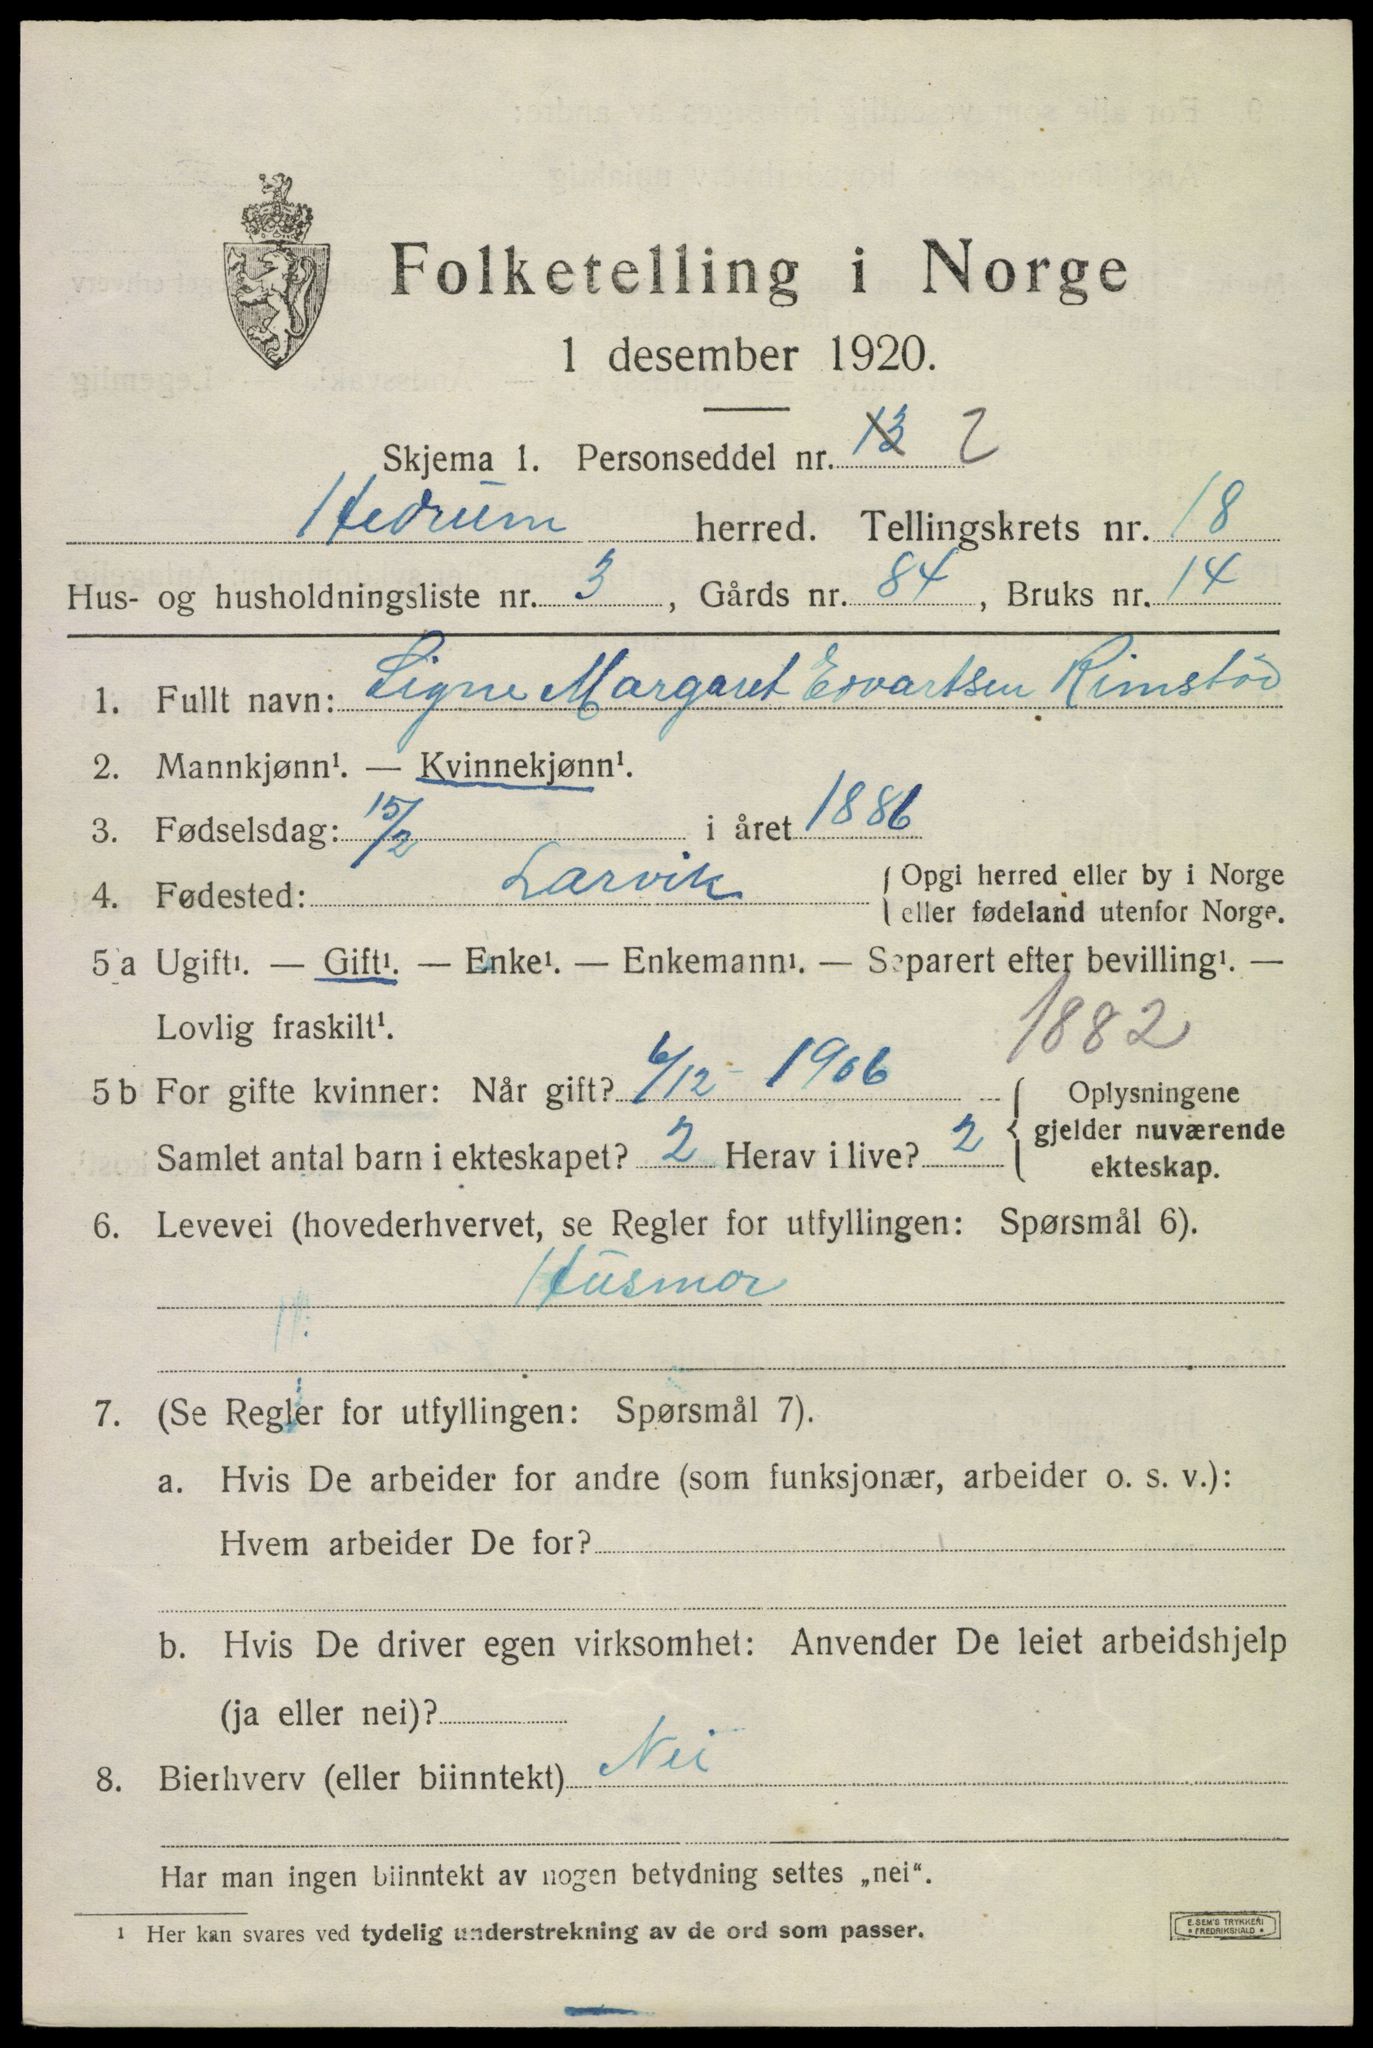 Folketelling i Norge
1 desember 1920.
Skjema 1. Personseddel nr. 13 2
Hedrum herred. Tellingskrets nr. 18
Hus- og husholdningsliste nr. 3, Gårds nr. 84, Bruks nr. 14
1. Fullt navn: Signe Margaret Evartsen Rimstöd
2. Mannkjønn¹. — Kvinnekjønn¹.
3. Fødselsdag: 15/2 i året 1886
4. Fødested: Larvik { Opgi herred eller by i Norge
eller fødeland utenfor Norge.
5 a Ugift¹. — Gift¹. — Enke¹. — Enkemann¹. — Separert efter bevilling¹. —
Lovlig fraskilt¹. 1882
5 b For gifte kvinner: Når gift? 6/12 - 1906 { Oplysningene
gjelder nuværende
Samlet antal barn i ekteskapet? 2 Herav i live? 2
ekteskap.
6. Levevei (hovederhvervet, se Regler for utfyllingen: Spørsmål 6).
Husmor
7. (Se Regler for utfyllingen: Spørsmål 7).
a. Hvis De arbeider for andre (som funksjonær, arbeider o. s. v.):
Hvem arbeider De for?
b. Hvis De driver egen virksomhet: Anvender De leiet arbeidshjelp
(ja eller nei)?
8. Bierhverv (eller biinntekt) Nei
Har man ingen biinntekt av nogen betydning settes „nei“.
¹ Her kan svares ved tydelig understrekning av de ord som passer.
E. SEM'S TRYKKERI
* FREDRIKSHALD *